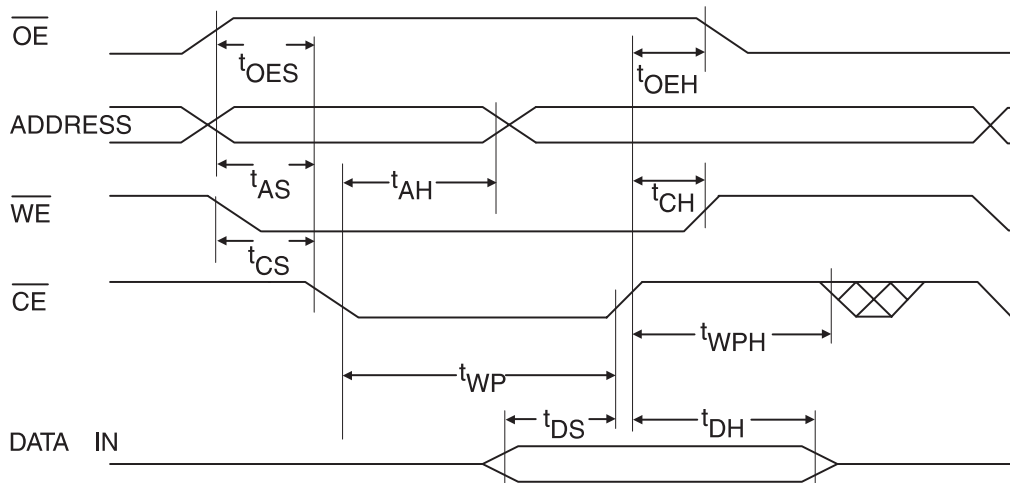 OE
tOES
tOEH
ADDRESS
tAS
tAH
tCH
WE
tCS
CE
tWPH
tWP
tDS
tDH
DATA IN